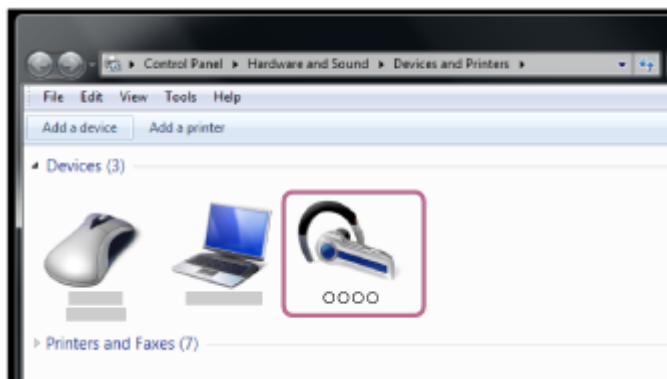 Control Panel ▸ Hardware and Sound ▸ Devices and Printers ▸
File Edit View Tools Help
Add a device Add a printer
Devices (3)
○○○○
Printers and Faxes (7)